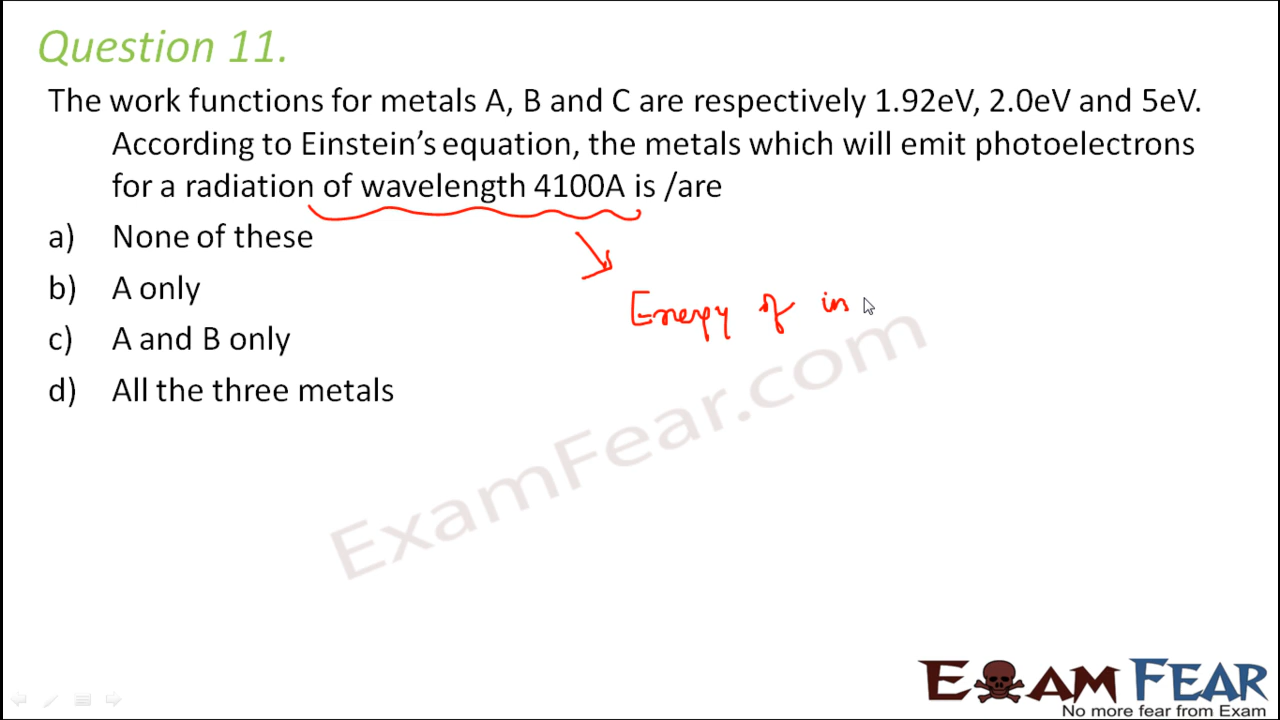 Question 11.
The work functions for metals A, B and C are respectively 1.92eV, 2.0eV and 5eV.
According to Einstein's equation, the metals which will emit photoelectrons
for a radiation of wavelength 4100A is /are
a) None of these
b) A only
c) A and B only
d) All the three metals
Energy of in
ExamFear.com
EXAM FEAR
No more fear from Exam